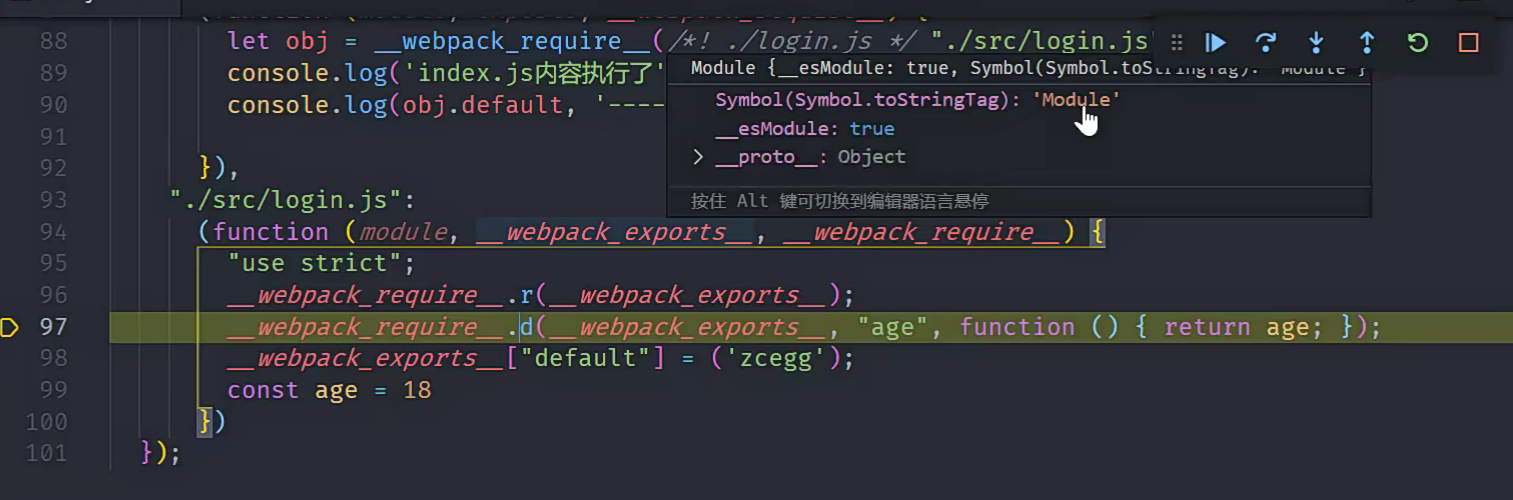 88 let obj = __webpack_require__(/*! ./login.js */ "./src/login.js"
Module {__esModule: true, Symbol(Symbol.toStringTag): 'Module'}
89 console.log('index.js内容执行了'
Symbol(Symbol.toStringTag): 'Module'
90 console.log(obj.default, '----
__esModule: true
91
> __proto__: Object
92 }),
93 "./src/login.js":
按住 Alt 键可切换到编辑器语言悬停
94 (function (module, __webpack_exports__, __webpack_require__) {
95 "use strict";
96 __webpack_require__.r(__webpack_exports__);
97 __webpack_require__.d(__webpack_exports__, "age", function () { return age; });
98 __webpack_exports__["default"] = ('zcegg');
99 const age = 18
100 })
101 });